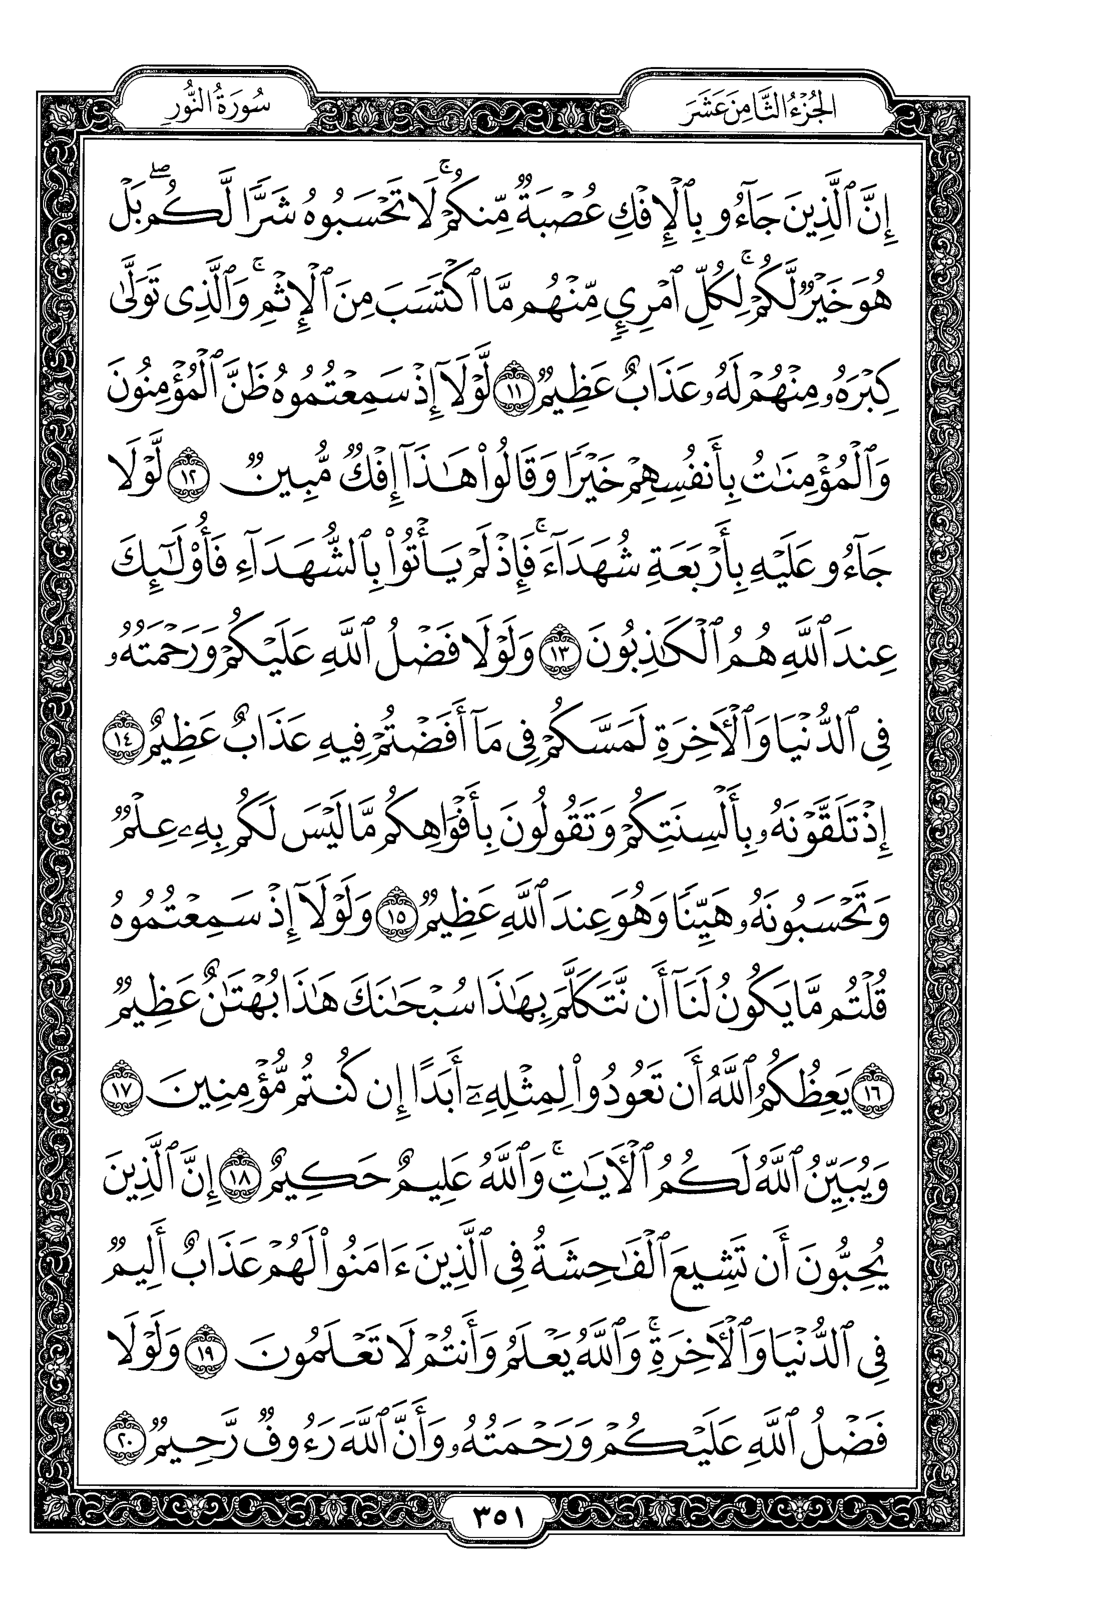 الجُزْءُ الثَّامِنَ عَشَرَ
سُورَةُ النُّورِ
إِنَّ ٱلَّذِينَ جَآءُو بِٱلْإِفْكِ عُصْبَةٌ مِّنكُمْ ۚ لَا تَحْسَبُوهُ شَرًّا لَّكُم ۖ بَلْ
هُوَ خَيْرٌ لَّكُمْ ۚ لِكُلِّ ٱمْرِئٍ مِّنْهُم مَّا ٱكْتَسَبَ مِنَ ٱلْإِثْمِ ۚ وَٱلَّذِى تَوَلَّىٰ
كِبْرَهُۥ مِنْهُمْ لَهُۥ عَذَابٌ عَظِيمٌ ١١ لَّوْلَآ إِذْ سَمِعْتُمُوهُ ظَنَّ ٱلْمُؤْمِنُونَ
وَٱلْمُؤْمِنَٰتُ بِأَنفُسِهِمْ خَيْرًا وَقَالُوا۟ هَٰذَآ إِفْكٌ مُّبِينٌ ١٢ لَّوْلَا
جَآءُو عَلَيْهِ بِأَرْبَعَةِ شُهَدَآءَ ۚ فَإِذْ لَمْ يَأْتُوا۟ بِٱلشُّهَدَآءِ فَأُو۟لَٰٓئِكَ
عِندَ ٱللَّهِ هُمُ ٱلْكَٰذِبُونَ ١٣ وَلَوْلَا فَضْلُ ٱللَّهِ عَلَيْكُمْ وَرَحْمَتُهُۥ
فِى ٱلدُّنْيَا وَٱلْءَاخِرَةِ لَمَسَّكُمْ فِى مَآ أَفَضْتُمْ فِيهِ عَذَابٌ عَظِيمٌ ١٤
إِذْ تَلَقَّوْنَهُۥ بِأَلْسِنَتِكُمْ وَتَقُولُونَ بِأَفْوَاهِكُم مَّا لَيْسَ لَكُم بِهِۦ عِلْمٌ
وَتَحْسَبُونَهُۥ هَيِّنًا وَهُوَ عِندَ ٱللَّهِ عَظِيمٌ ١٥ وَلَوْلَآ إِذْ سَمِعْتُمُوهُ
قُلْتُم مَّا يَكُونُ لَنَآ أَن نَّتَكَلَّمَ بِهَٰذَا سُبْحَٰنَكَ هَٰذَا بُهْتَٰنٌ عَظِيمٌ
١٦ يَعِظُكُمُ ٱللَّهُ أَن تَعُودُوا۟ لِمِثْلِهِۦٓ أَبَدًا إِن كُنتُم مُّؤْمِنِينَ ١٧
وَيُبَيِّنُ ٱللَّهُ لَكُمُ ٱلْءَايَٰتِ ۚ وَٱللَّهُ عَلِيمٌ حَكِيمٌ ١٨ إِنَّ ٱلَّذِينَ
يُحِبُّونَ أَن تَشِيعَ ٱلْفَٰحِشَةُ فِى ٱلَّذِينَ ءَامَنُوا۟ لَهُمْ عَذَابٌ أَلِيمٌ
فِى ٱلدُّنْيَا وَٱلْءَاخِرَةِ ۚ وَٱللَّهُ يَعْلَمُ وَأَنتُمْ لَا تَعْلَمُونَ ١٩ وَلَوْلَا
فَضْلُ ٱللَّهِ عَلَيْكُمْ وَرَحْمَتُهُۥ وَأَنَّ ٱللَّهَ رَءُوفٌ رَّحِيمٌ ٢٠
٣٥١